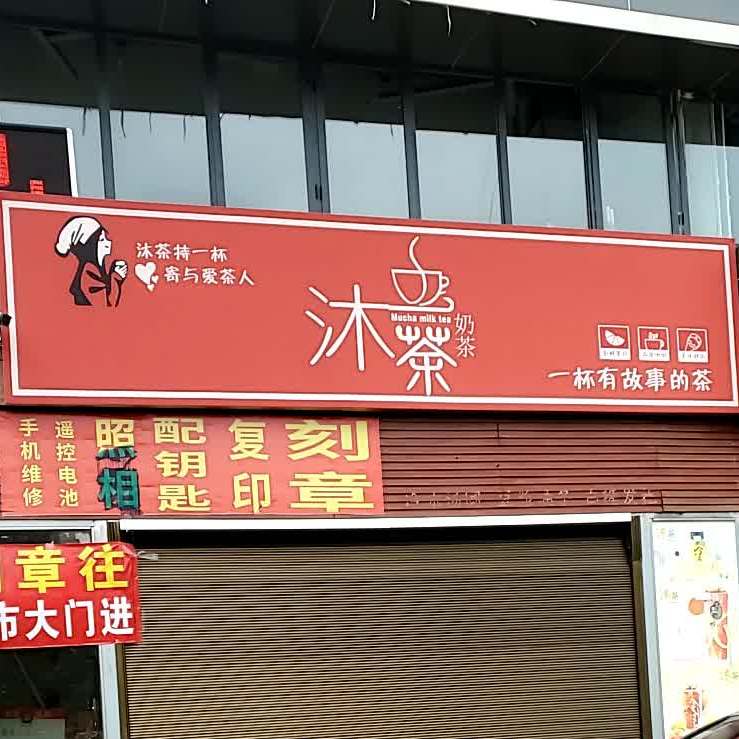 沐茶持一杯
寄与爱茶人
沐茶
Mucha milk tea
奶茶
一杯有故事的茶
手机维修
遥控电池
照相
配钥匙
复印
刻章
章往
市大门进